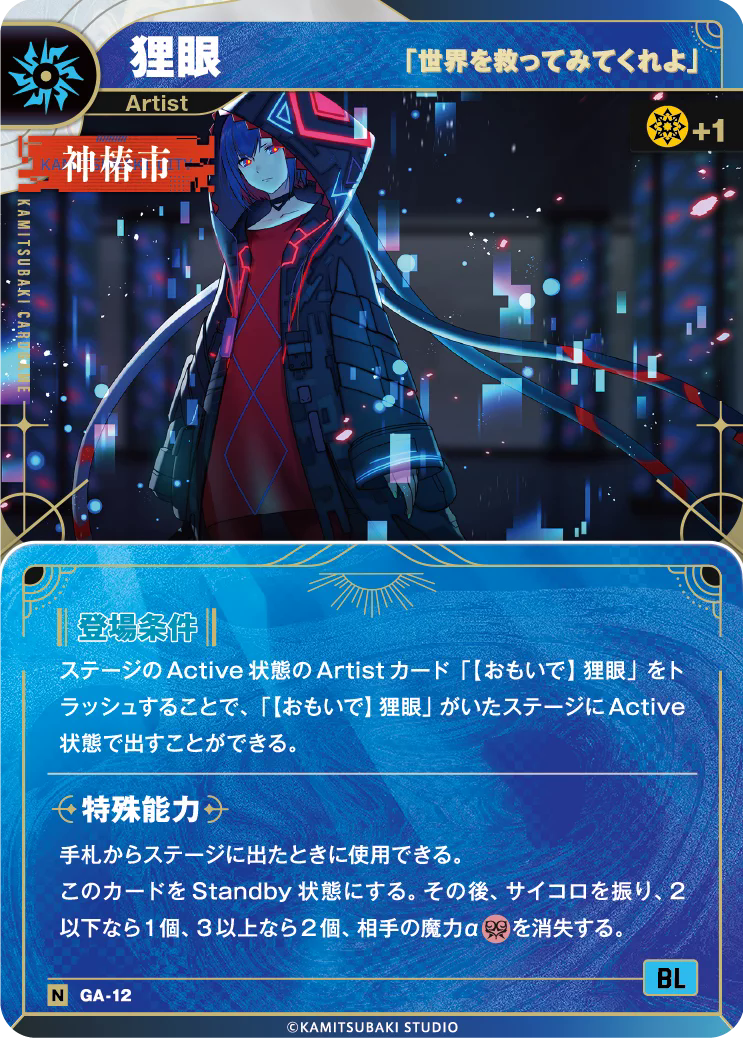 狸眼
「世界を救ってみてくれよ」
Artist
+1
神椿市
KAMITSUBAKI CARD GAME
登場条件
ステージのActive状態のArtistカード「【おもいで】狸眼」をト
ラッシュすることで、「【おもいで】狸眼」がいたステージにActive
状態で出すことができる。
特殊能力
手札からステージに出たときに使用できる。
このカードをStandby状態にする。その後、サイコロを振り、2
以下なら1個、3以上なら2個、相手の魔力αを消失する。
BL
N GA-12
©KAMITSUBAKI STUDIO